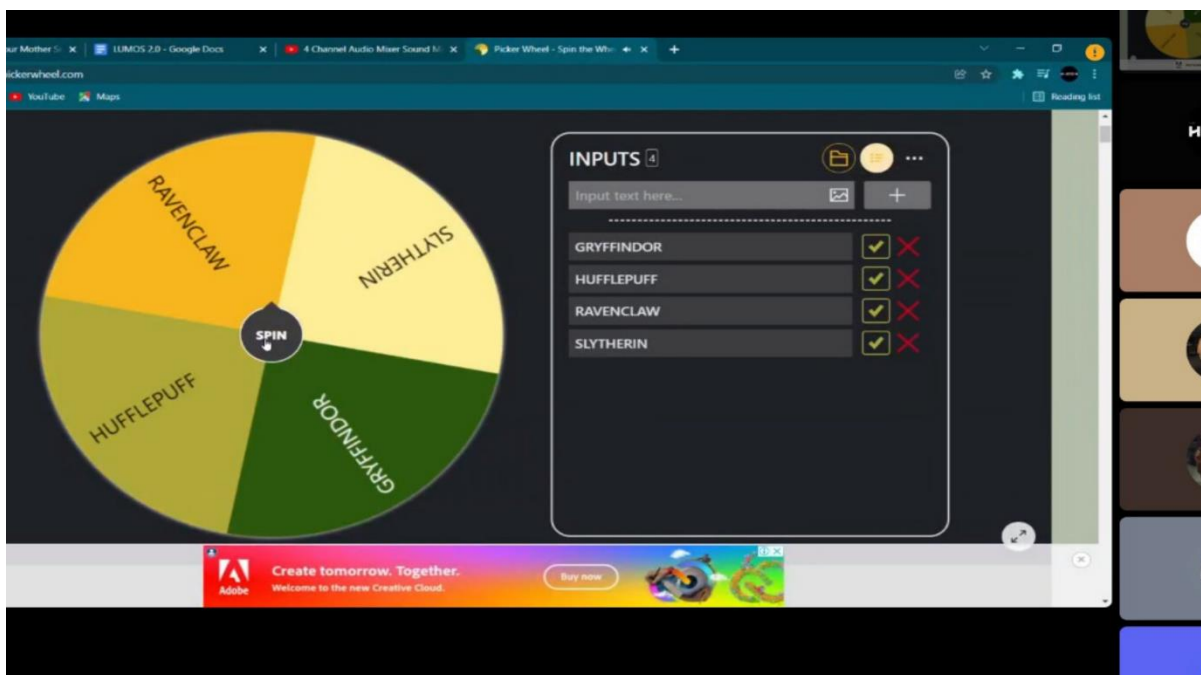 our Mother S
LUMOS 2.0 - Google Docs
4 Channel Audio Mixer Sound M
Picker Wheel - Spin the Whe
ickerwheel.com
YouTube
Maps
Reading list
RAVENCLAW
SLYTHERIN
SPIN
HUFFLEPUFF
GRYFFINDOR
INPUTS 4
Input text here...
GRYFFINDOR
HUFFLEPUFF
RAVENCLAW
SLYTHERIN
Adobe
Create tomorrow. Together.
Welcome to the new Creative Cloud.
Buy now